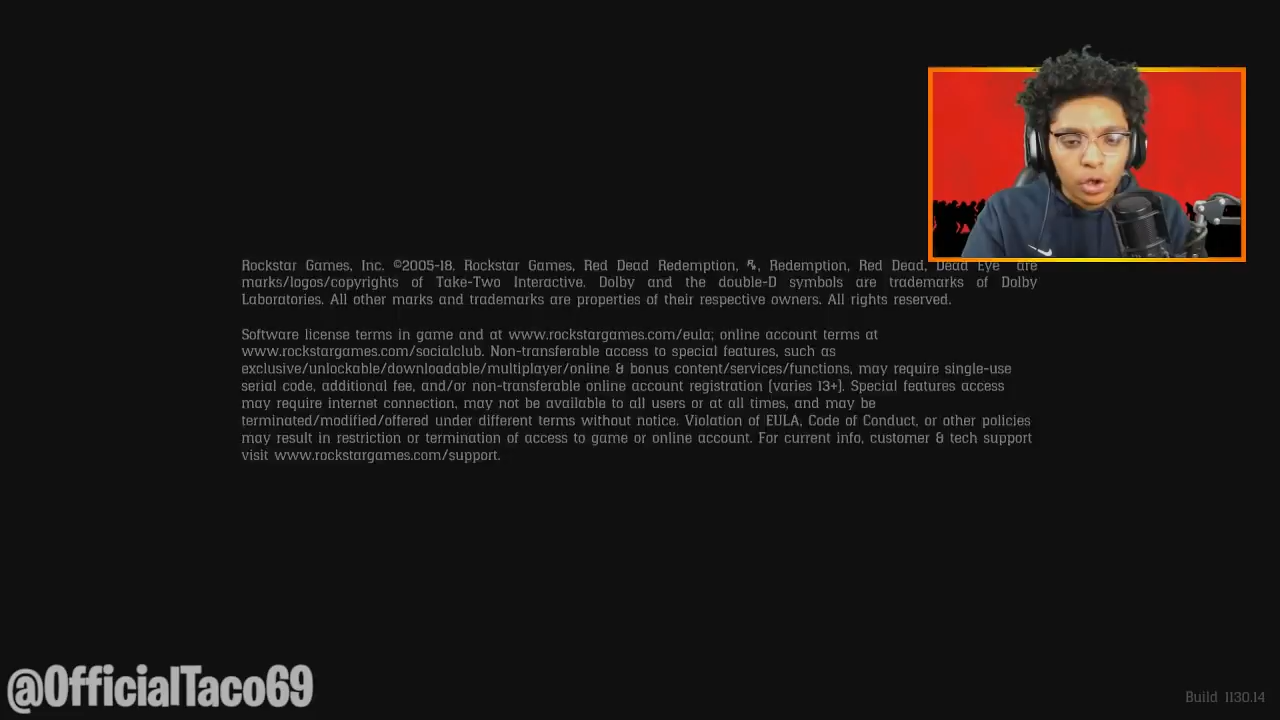 Rockstar Games, Inc. ©2005-18. Rockstar Games, Red Dead Redemption, , Redemption, Red Dead, Dead Eye are
marks/logos/copyrights of Take-Two Interactive. Dolby and the double-D symbols are trademarks of Dolby
Laboratories. All other marks and trademarks are properties of their respective owners. All rights reserved.
Software license terms in game and at www.rockstargames.com/eula; online account terms at
www.rockstargames.com/socialclub. Non-transferable access to special features, such as
exclusive/unlockable/downloadable/multiplayer/online & bonus content/services/functions, may require single-use
serial code, additional fee, and/or non-transferable online account registration (varies 13+). Special features access
may require internet connection, may not be available to all users or at all times, and may be
terminated/modified/offered under different terms without notice. Violation of EULA, Code of Conduct, or other policies
may result in restriction or termination of access to game or online account. For current info, customer & tech support
visit www.rockstargames.com/support.
@OfficialTaco69
Build 1130.14